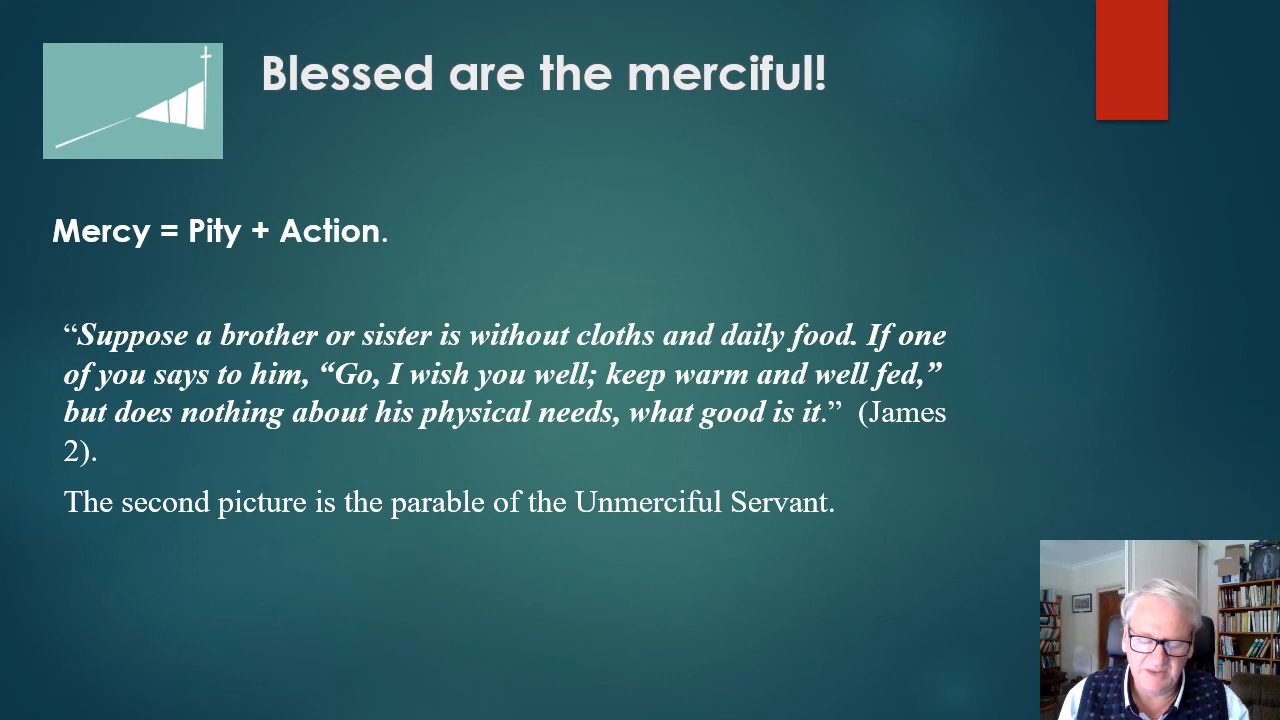 Blessed are the merciful!
Mercy = Pity + Action.
“Suppose a brother or sister is without cloths and daily food. If one
of you says to him, “Go, I wish you well; keep warm and well fed,”
but does nothing about his physical needs, what good is it.”  (James
2).
The second picture is the parable of the Unmerciful Servant.